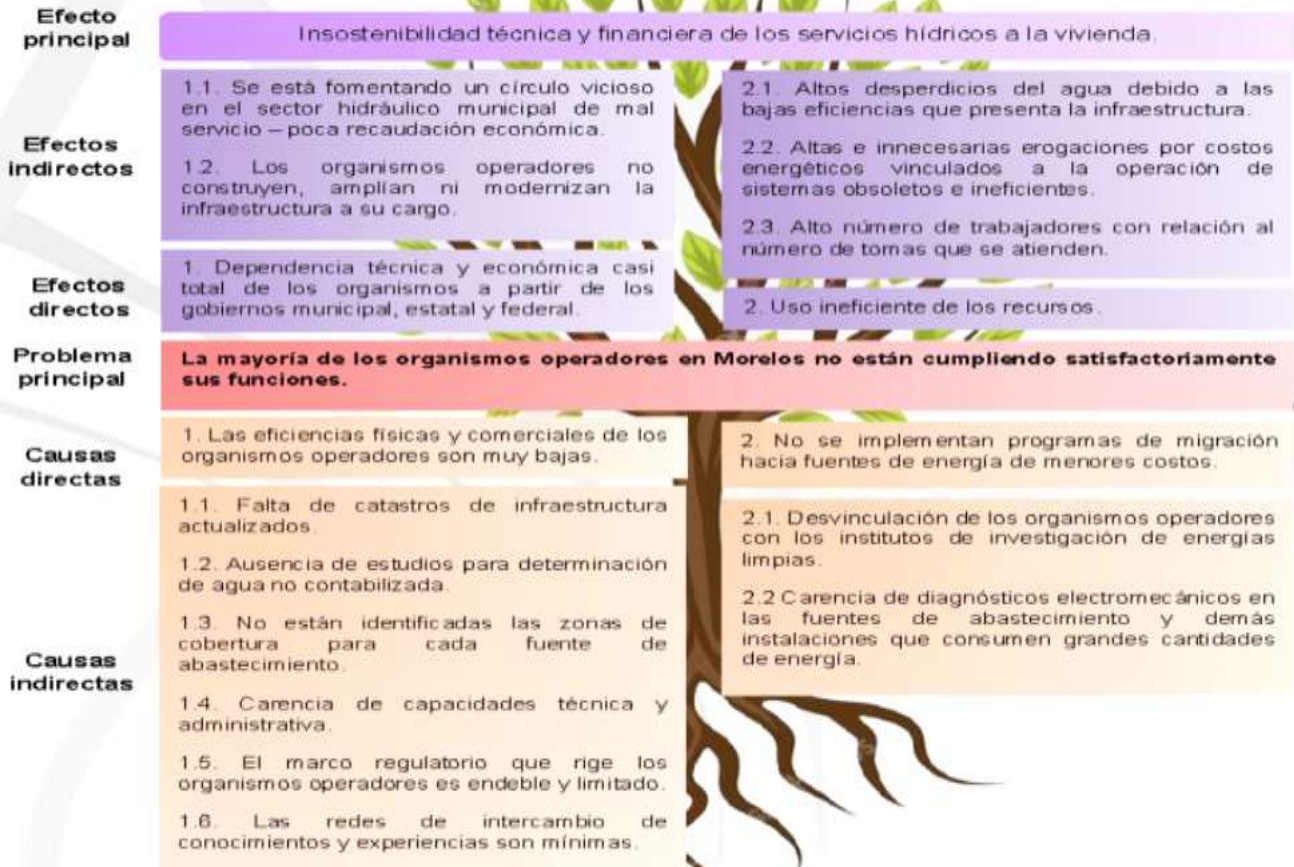 Efecto
principal
Insostenibilidad técnica y financiera de los servicios hídricos a la vivienda.
Efectos
indirectos
1.1. Se está fomentando un círculo vicioso
en el sector hidráulico municipal de mal
servicio – poca recaudación económica.
1.2. Los organismos operadores no
construyen, amplían ni modernizan la
infraestructura a su cargo.
2.1. Altos desperdicios del agua debido a las
bajas eficiencias que presenta la infraestructura.
2.2. Altas e innecesarias erogaciones por costos
energéticos vinculados a la operación de
sistemas obsoletos e ineficientes.
2.3. Alto número de trabajadores con relación al
número de tomas que se atienden.
Efectos
directos
1. Dependencia técnica y económica casi
total de los organismos a partir de los
gobiernos municipal, estatal y federal.
2. Uso ineficiente de los recursos.
Problema
principal
La mayoría de los organismos operadores en Morelos no están cumpliendo satisfactoriamente
sus funciones.
Causas
directas
1. Las eficiencias físicas y comerciales de los
organismos operadores son muy bajas.
2. No se implementan programas de migración
hacia fuentes de energía de menores costos.
Causas
indirectas
1.1. Falta de catastros de infraestructura
actualizados.
1.2. Ausencia de estudios para determinación
de agua no contabilizada.
1.3. No están identificadas las zonas de
cobertura para cada fuente de
abastecimiento.
1.4. Carencia de capacidades técnica y
administrativa.
1.5. El marco regulatorio que rige los
organismos operadores es endeble y limitado.
1.6. Las redes de intercambio de
conocimientos y experiencias son mínimas.
2.1. Desvinculación de los organismos operadores
con los institutos de investigación de energías
limpias.
2.2 Carencia de diagnósticos electromecánicos en
las fuentes de abastecimiento y demás
instalaciones que consumen grandes cantidades
de energía.